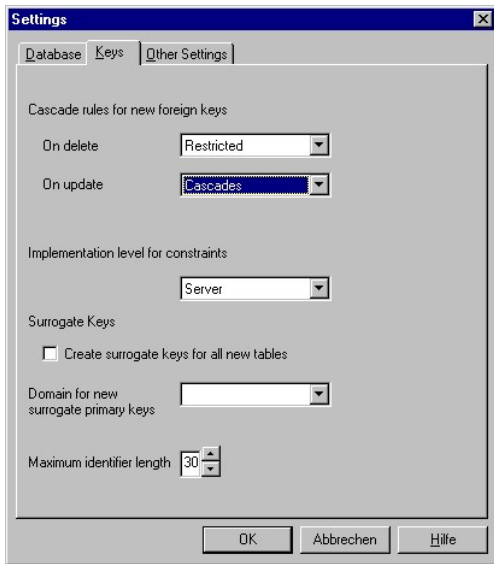 Settings
Database Keys Other Settings
Cascade rules for new foreign keys
On delete Restricted
On update Cascades
Implementation level for constraints
Server
Surrogate Keys
Create surrogate keys for all new tables
Domain for new
surrogate primary keys
Maximum identifier length 30
OK Abbrechen Hilfe